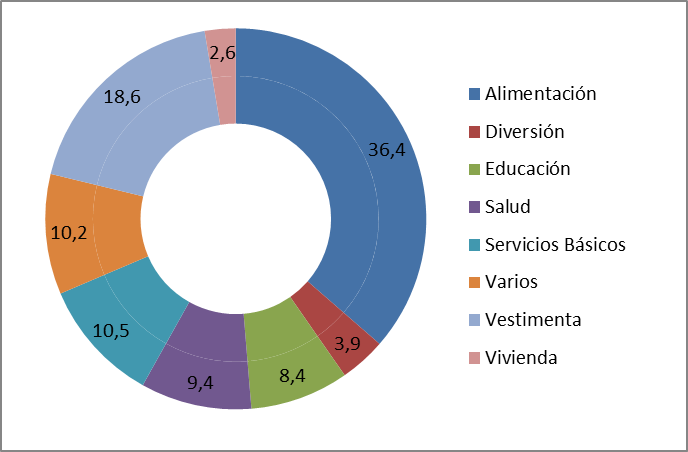 2,6
18,6
36,4
10,2
10,5
9,4
8,4
3,9
Alimentación
Diversión
Educación
Salud
Servicios Básicos
Varios
Vestimenta
Vivienda